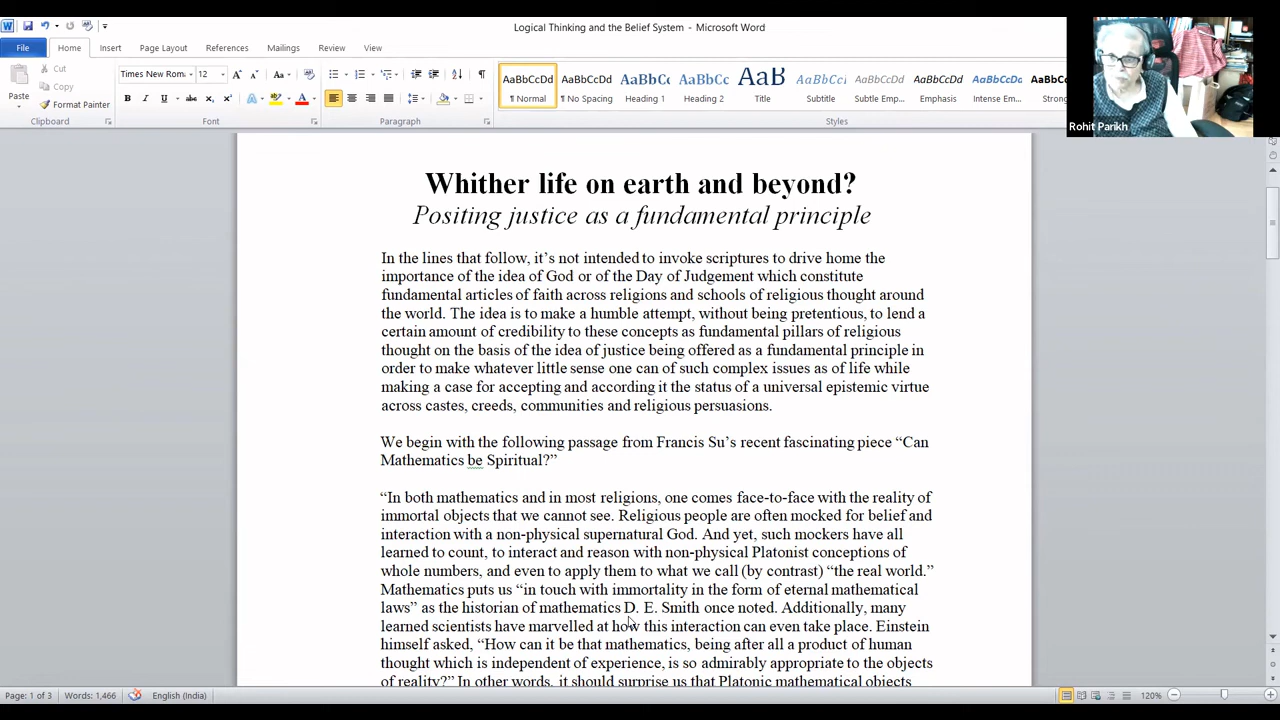 Logical Thinking and the Belief System - Microsoft Word
File Home Insert Page Layout References Mailings Review View
Paste
Cut
Copy
Format Painter
Clipboard
Times New Rom 12
Font
Paragraph
AaBbCcDd AaBbCcDd AaBbCc AaBbCc AaB AaBbCcI AaBbCcDd AaBbCcDd AaBbCcDd AaBbCc
¶ Normal ¶ No Spacing Heading 1 Heading 2 Title Subtitle Subtle Emp... Emphasis Intense Em... Strong
Styles
Rohit Parikh
Whither life on earth and beyond?
Positing justice as a fundamental principle
In the lines that follow, it’s not intended to invoke scriptures to drive home the
importance of the idea of God or of the Day of Judgement which constitute
fundamental articles of faith across religions and schools of religious thought around
the world. The idea is to make a humble attempt, without being pretentious, to lend a
certain amount of credibility to these concepts as fundamental pillars of religious
thought on the basis of the idea of justice being offered as a fundamental principle in
order to make whatever little sense one can of such complex issues as of life while
making a case for accepting and according it the status of a universal epistemic virtue
across castes, creeds, communities and religious persuasions.
We begin with the following passage from Francis Su’s recent fascinating piece “Can
Mathematics be Spiritual?”
“In both mathematics and in most religions, one comes face-to-face with the reality of
immortal objects that we cannot see. Religious people are often mocked for belief and
interaction with a non-physical supernatural God. And yet, such mockers have all
learned to count, to interact and reason with non-physical Platonist conceptions of
whole numbers, and even to apply them to what we call (by contrast) “the real world.”
Mathematics puts us “in touch with immortality in the form of eternal mathematical
laws” as the historian of mathematics D. E. Smith once noted. Additionally, many
learned scientists have marvelled at how this interaction can even take place. Einstein
himself asked, “How can it be that mathematics, being after all a product of human
thought which is independent of experience, is so admirably appropriate to the objects
of reality?” In other words, it should surprise us that Platonic mathematical objects
Page: 1 of 3 Words: 1,466 English (India) 120%